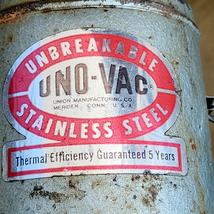 UNBREAKABLE
UNO-VAC
UNION MANUFACTURING CO.
MERIDEN, CONN. U.S.A.
STAINLESS STEEL
Thermal Efficiency Guaranteed 5 Years